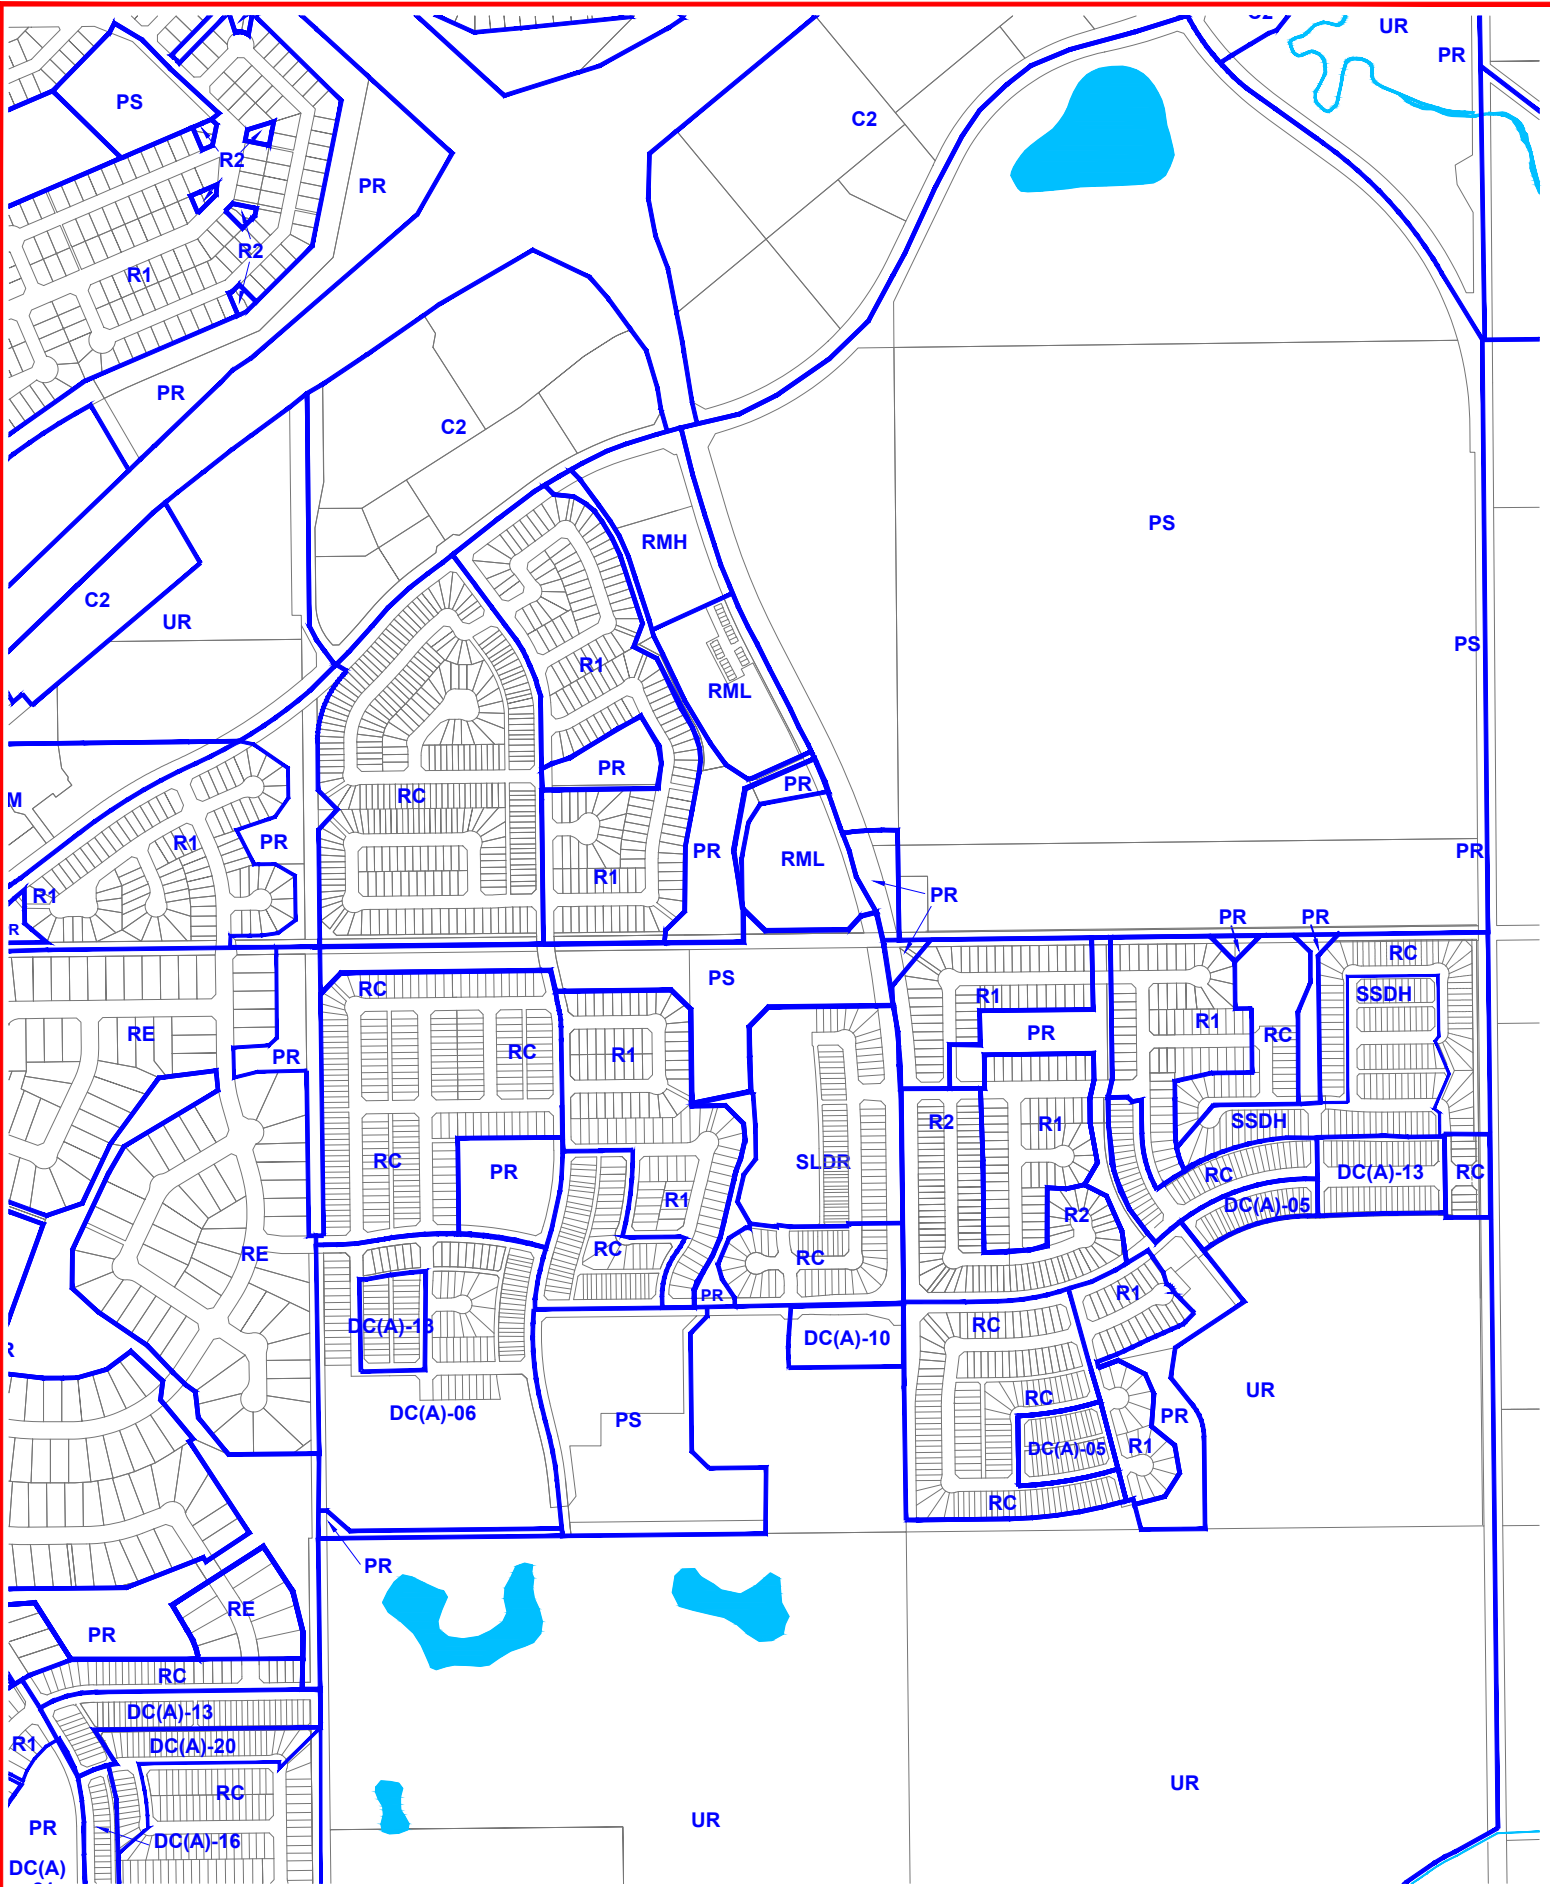 UR
PR
PS
C2
R2
PR
R2
R1
PR
C2
PS
RMH
C2
UR
PS
R1
RML
PR
PR
RC
M
R1
PR
PR
RML
PR
R1
R1
PR
R
PR
PR
RC
PS
RC
SSDH
R1
R1
RE
PR
RC
R1
PR
RC
R2
R1
SSDH
RC
PR
SLDR
RC
DC(A)-13
RC
R1
DC(A)-05
R2
RE
RC
RC
PR
R1
DC(A)-13
DC(A)-10
RC
R
UR
RC
DC(A)-06
PS
PR
DC(A)-05
R1
RC
PR
RE
PR
RC
DC(A)-13
R1
DC(A)-20
RC
UR
UR
PR
DC(A)-16
DC(A)